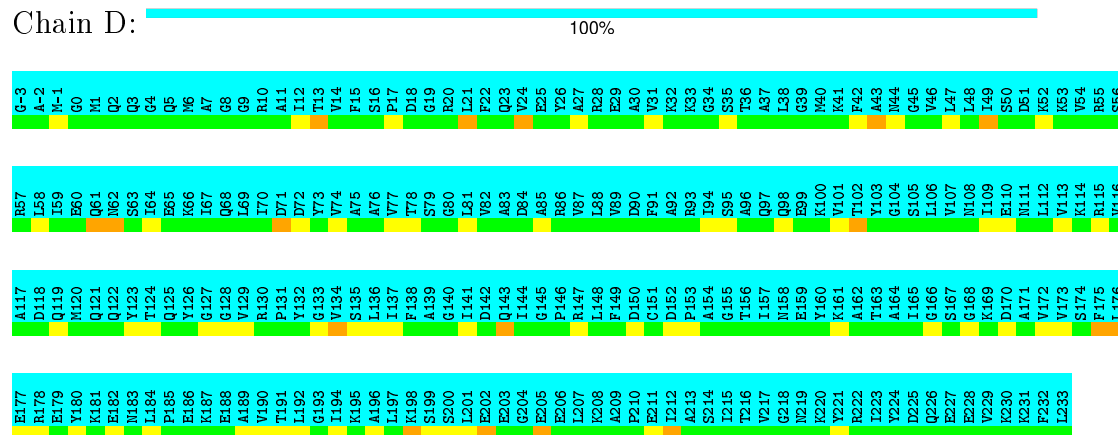 Chain D:
100%
G-3 A-2 M-1 G0 M1 Q2 Q3 G4 Q5 M6 A7 G8 G9 R10 A11 I12 T13 V14 F15 S16 P17 D18 G19 R20 L21 F22 Q23 V24 E25 Y26 A27 R28 E29 A30 V31 K32 K33 G34 S35 T36 A37 L38 G39 M40 K41 F42 A43 N44 G45 V46 L47 L48 I49 S50 D51 K52 K53 V54 R55 S56
R57 L58 I59 E60 Q61 N62 S63 I64 E65 K66 I67 Q68 L69 I70 D71 D72 Y73 V74 A75 A76 V77 T78 S79 G80 L81 V82 A83 D84 A85 R86 V87 L88 V89 D90 F91 A92 R93 I94 S95 A96 Q97 Q98 E99 K100 V101 T102 Y103 G104 S105 L106 V107 N108 I109 E110 N111 L112 V113 K114 R115 V116
A117 D118 Q119 M120 Q121 Q122 Y123 T124 Q125 Y126 G127 G128 V129 R130 P131 Y132 G133 V134 S135 L136 I137 F138 A139 G140 I141 D142 Q143 I144 G145 P146 R147 L148 F149 D150 C151 D152 P153 A154 G155 T156 I157 N158 E159 Y160 K161 A162 T163 A164 I165 G166 S167 G168 K169 D170 A171 V172 V173 S174 F175 L176
E177 R178 E179 Y180 K181 E182 N183 L184 P185 E186 K187 E188 A189 V190 T191 L192 G193 I194 K195 A196 L197 K198 S199 S200 L201 E202 E203 G204 E205 E206 L207 K208 A209 P210 E211 I212 A213 S214 I215 T216 V217 G218 N219 K220 Y221 R222 I223 Y224 D225 Q226 E227 E228 V229 K230 K231 F232 L233